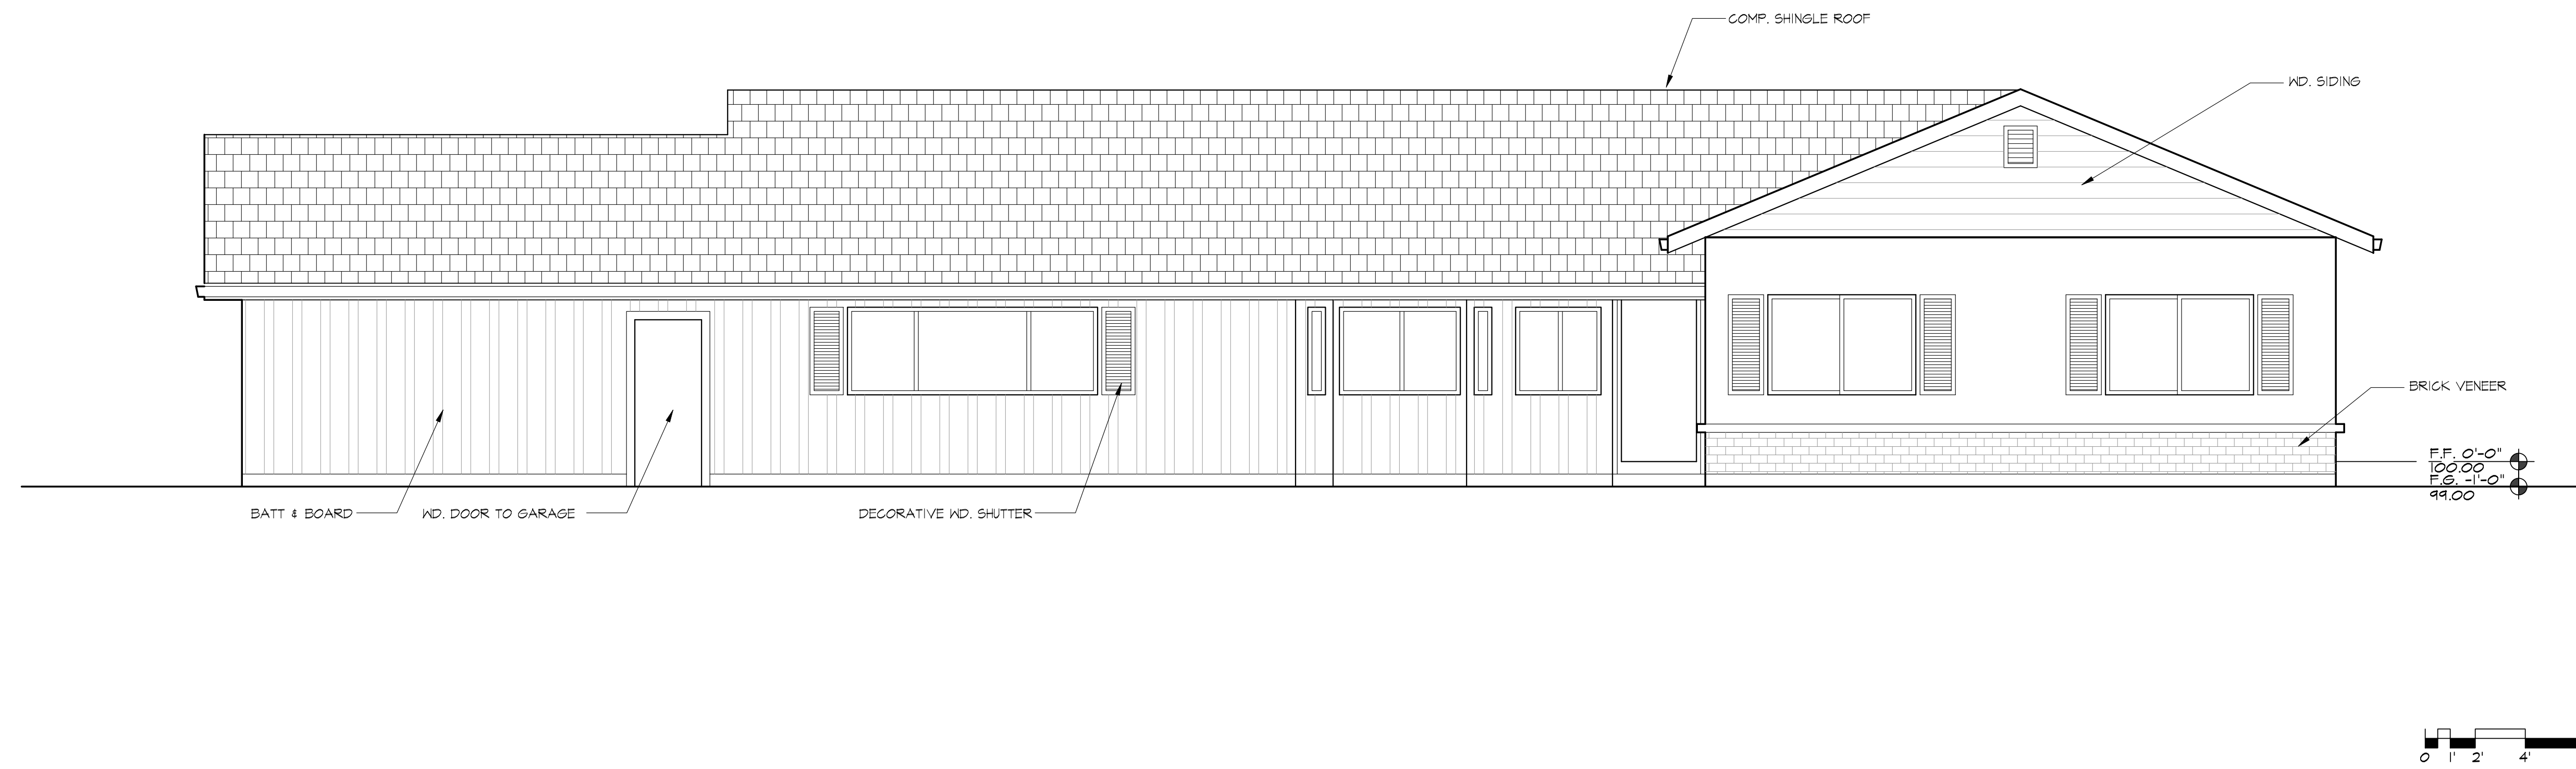 COMP. SHINGLE ROOF
WD. SIDING
BRICK VENEER
F.F. 0'-0"
100.00
F.G. -1'-0"
99.00
BATT & BOARD
WD. DOOR TO GARAGE
DECORATIVE WD. SHUTTER
0 1' 2' 4'